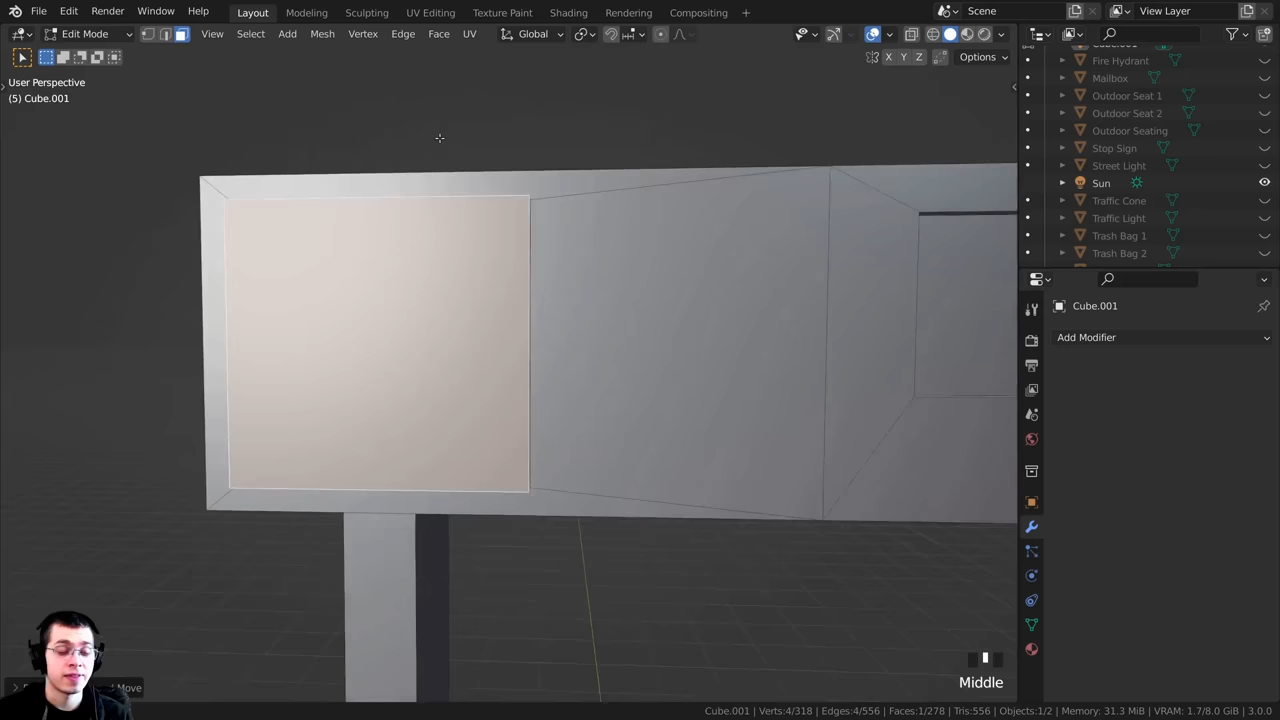 File Edit Render Window Help Layout Modeling Sculpting UV Editing Texture Paint Shading Rendering Compositing + Scene View Layer
Edit Mode View Select Add Mesh Vertex Edge Face UV Global
X Y Z Options
User Perspective
(5) Cube.001
Cube.001
Fire Hydrant
Mailbox
Outdoor Seat 1
Outdoor Seat 2
Outdoor Seating
Stop Sign
Street Light
Sun
Traffic Cone
Traffic Light
Trash Bag 1
Trash Bag 2
Cube.001
Add Modifier
Move
Middle
Cube.001 | Verts:4/318 | Edges:4/556 | Faces:1/278 | Tris:556 | Objects:1/2 | Memory: 31.3 MiB | VRAM: 1.7/8.0 GiB | 3.0.0